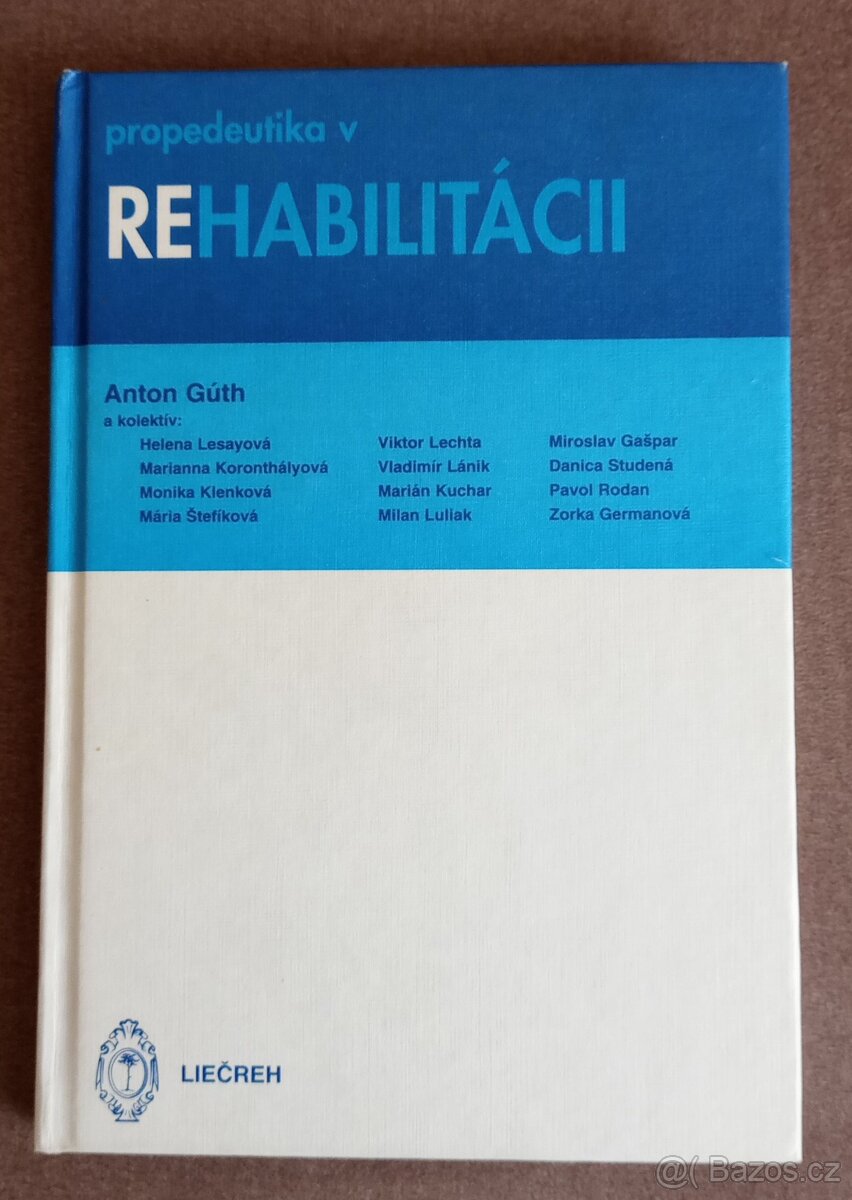 propedeutika v
REHABILITÁCII
Anton Gúth
a kolektív:
Helena Lesayová Viktor Lechta Miroslav Gašpar
Marianna Koronthályová Vladimír Lánik Danica Studená
Monika Klenková Marián Kuchar Pavol Rodan
Mária Štefíková Milan Luliak Zorka Germanová
LIEČREH
@( Bazos.cz